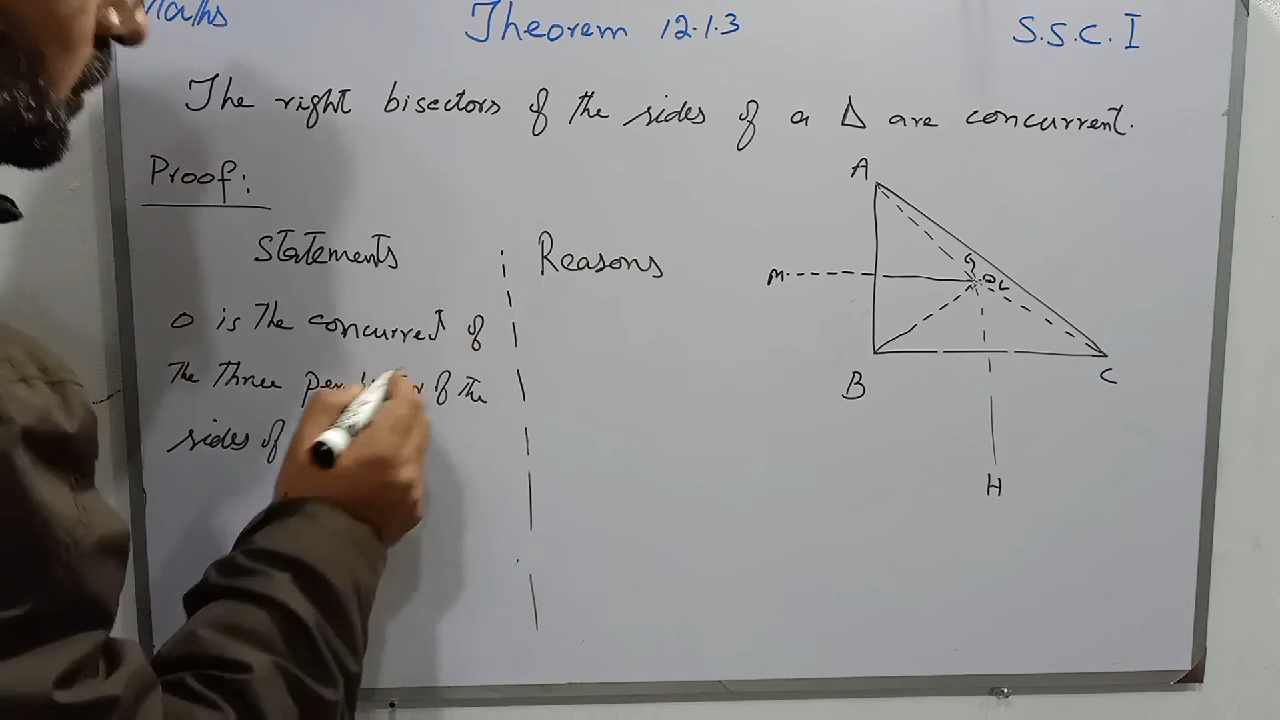 Maths
Theorem 12.1.3
S.S.C. I
The right bisectors of the sides of a Δ are concurrent.
Proof:
Statements
Reasons
O is the concurret of
the three of the
sides of
A
M
B
C
H